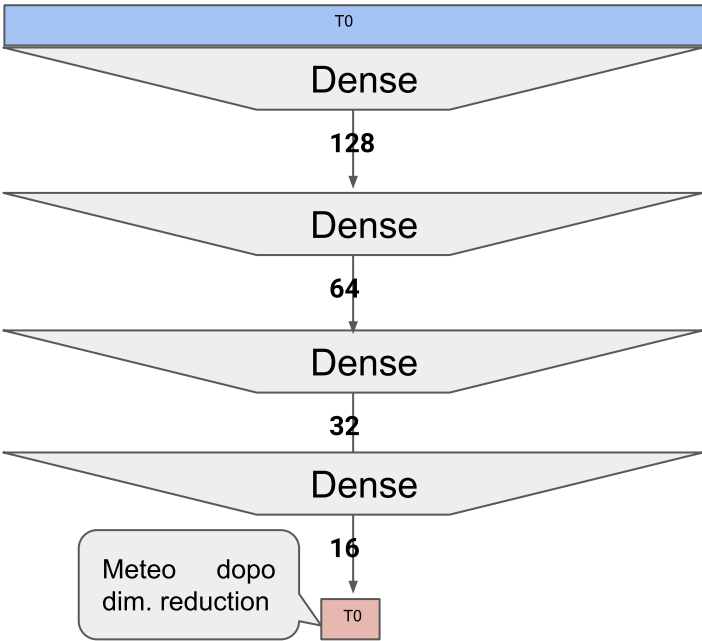 T0
Dense
128
Dense
64
Dense
32
Dense
16
Meteo dopo
dim. reduction
T0